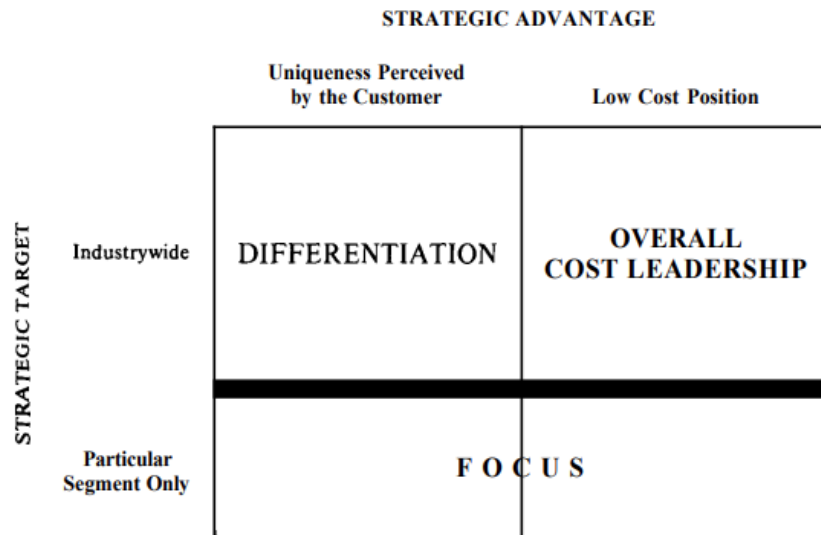 STRATEGIC ADVANTAGE
Uniqueness Perceived
by the Customer
Low Cost Position
STRATEGIC TARGET
Industrywide
DIFFERENTIATION
OVERALL
COST LEADERSHIP
Particular
Segment Only
FOCUS